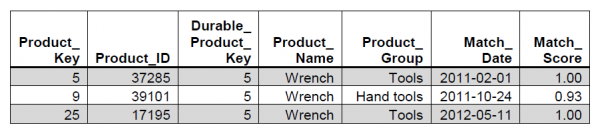 Product_ Key Product_ID Durable_ Product_ Key Product_ Name Product_ Group Match_ Date Match_ Score
5 37285 5 Wrench Tools 2011-02-01 1.00
9 39101 5 Wrench Hand tools 2011-10-24 0.93
25 17195 5 Wrench Tools 2012-05-11 1.00